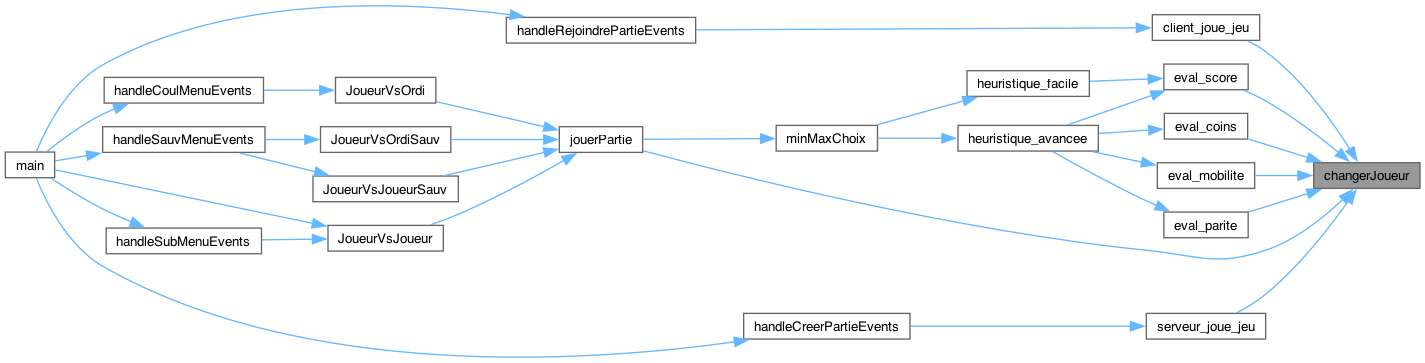 handleRejoindrePartieEvents
client_joue_jeu
handleCoulMenuEvents
JoueurVsOrdi
heuristique_facile
eval_score
handleSauvMenuEvents
JoueurVsOrdiSauv
jouerPartie
minMaxChoix
heuristique_avancee
eval_coins
main
JoueurVsJoueurSauv
eval_mobilite
changerJoueur
handleSubMenuEvents
JoueurVsJoueur
eval_parite
handleCreerPartieEvents
serveur_joue_jeu